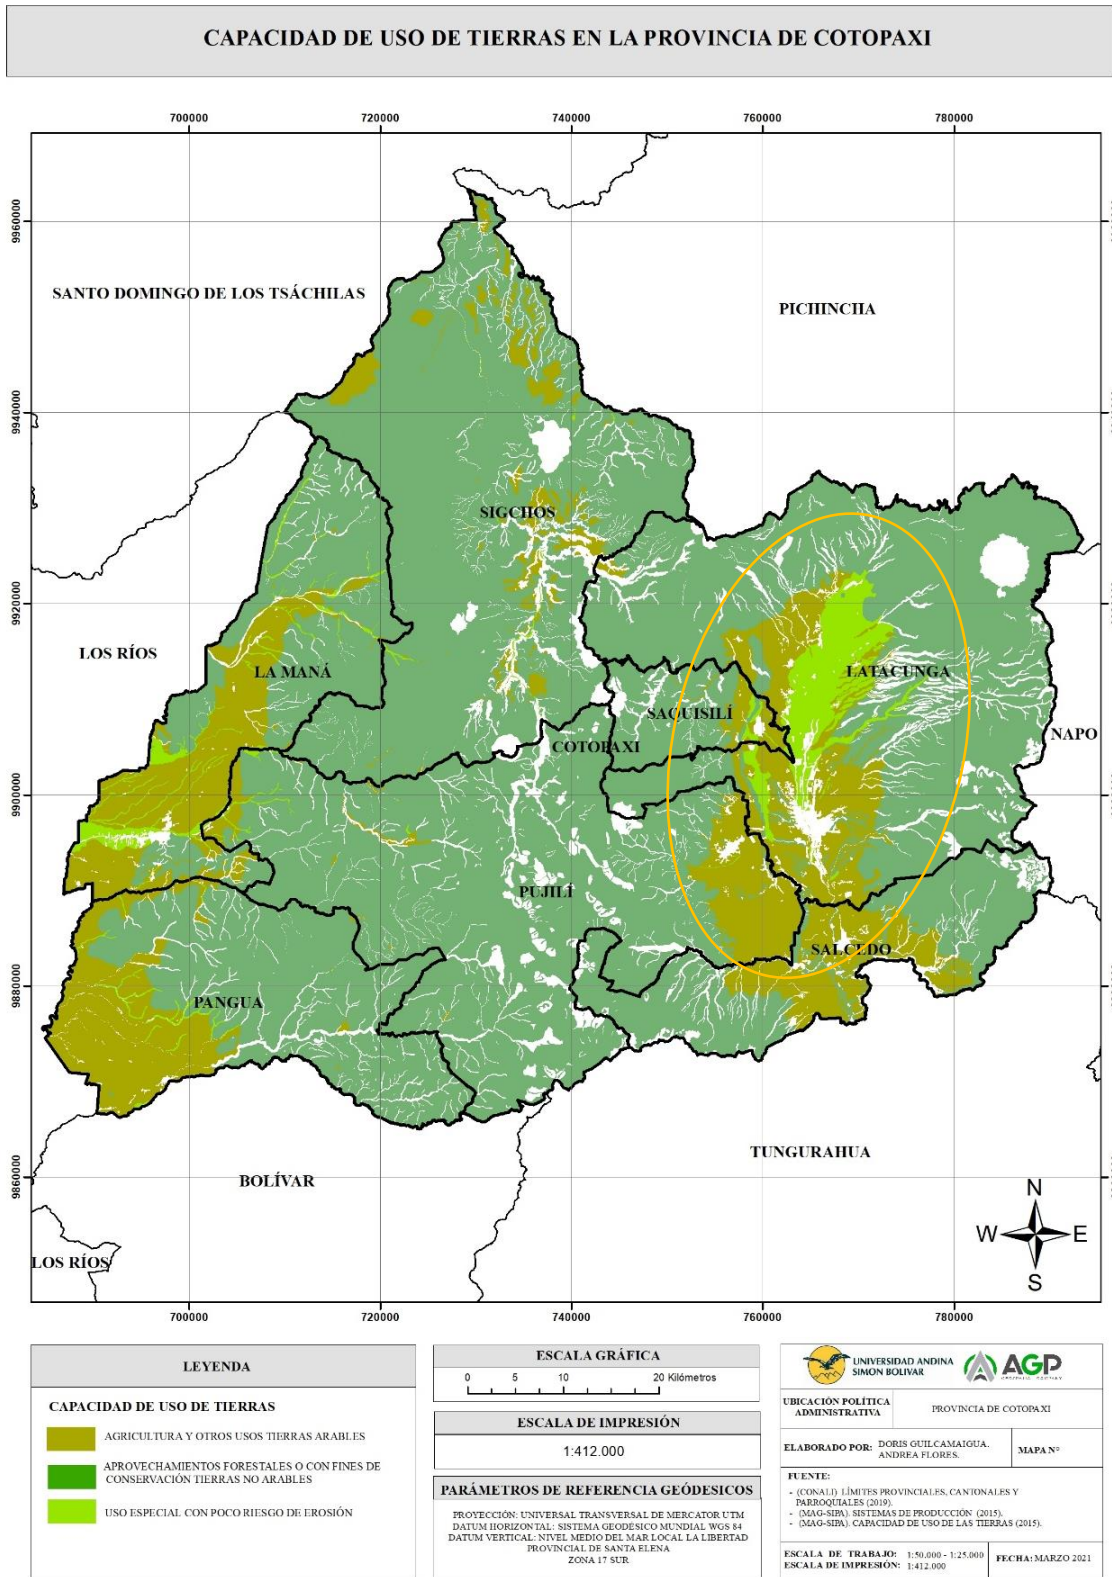 CAPACIDAD DE USO DE TIERRAS EN LA PROVINCIA DE COTOPAXI
700000 720000 740000 760000 780000
9960000
SANTO DOMINGO DE LOS TSÁCHILAS
PICHINCHA
9940000
SIGCHOS
9920000
LOS RÍOS
LA MANÁ
LATACUNGA
SAQUISILÍ
NAPO
COTOPAXI
9900000
PUJILÍ
SALCEDO
9880000
PANGUA
TUNGURAHUA
9860000
BOLÍVAR
N
W E
S
LOS RÍOS
700000 720000 740000 760000 780000
LEYENDA
CAPACIDAD DE USO DE TIERRAS
AGRICULTURA Y OTROS USOS TIERRAS ARABLES
APROVECHAMIENTOS FORESTALES O CON FINES DE
CONSERVACIÓN TIERRAS NO ARABLES
USO ESPECIAL CON POCO RIESGO DE EROSIÓN
ESCALA GRÁFICA
0 5 10 20 Kilómetros
ESCALA DE IMPRESIÓN
1:412.000
PARÁMETROS DE REFERENCIA GEÓDESICOS
PROYECCIÓN: UNIVERSAL TRANSVERSAL DE MERCATOR UTM
DATUM HORIZONTAL: SISTEMA GEODÉSICO MUNDIAL WGS 84
DATUM VERTICAL: NIVEL MEDIO DEL MAR LOCAL LA LIBERTAD
PROVINCIAL DE SANTA ELENA
ZONA 17 SUR
UNIVERSIDAD ANDINA
SIMON BOLIVAR
AGP
UBICACIÓN POLÍTICA
ADMINISTRATIVA
PROVINCIA DE COTOPAXI
ELABORADO POR: DORIS GUILCAMAIGUA.
ANDREA FLORES.
MAPA Nº
FUENTE:
- (CONALI) LÍMITES PROVINCIALES, CANTONALES Y
PARROQUIALES (2019).
- (MAG-SIPA). SISTEMAS DE PRODUCCIÓN (2015).
- (MAG-SIPA). CAPACIDAD DE USO DE LAS TIERRAS (2015).
ESCALA DE TRABAJO: 1:50.000 - 1:25.000
ESCALA DE IMPRESIÓN: 1:412.000
FECHA: MARZO 2021